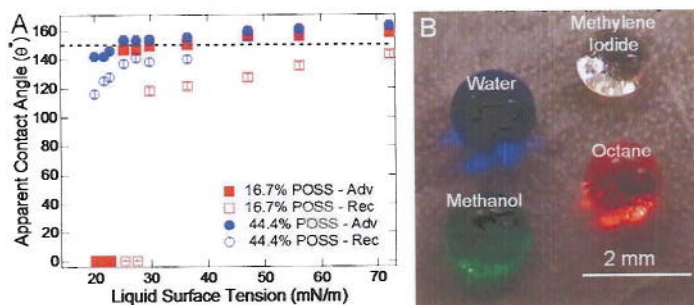 A
Apparent Contact Angle (θ*)
160
140
120
100
80
60
40
20
0
16.7% POSS - Adv
16.7% POSS - Rec
44.4% POSS - Adv
44.4% POSS - Rec
20
30
40
50
60
70
Liquid Surface Tension (mN/m)
B
Methylene
Iodide
Water
Octane
Methanol
2 mm